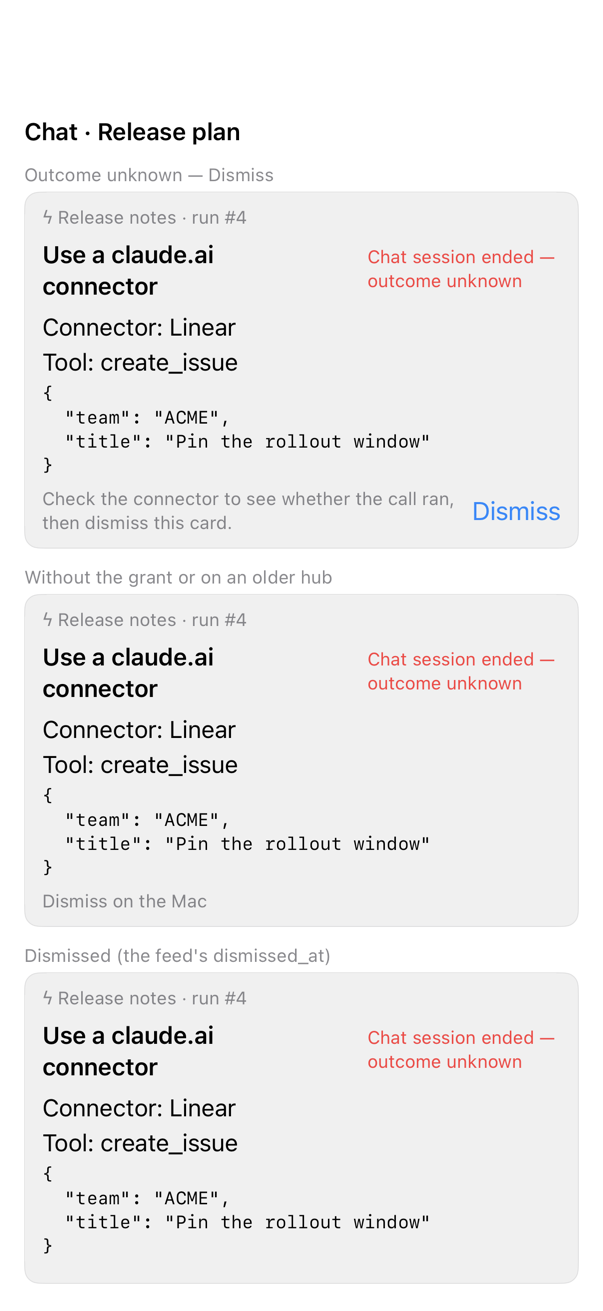 Chat · Release plan
Outcome unknown — Dismiss
ϟ Release notes · run #4
Use a claude.ai connector
Chat session ended — outcome unknown
Connector: Linear
Tool: create_issue
{
  "team": "ACME",
  "title": "Pin the rollout window"
}
Check the connector to see whether the call ran,
then dismiss this card.
Dismiss
Without the grant or on an older hub
ϟ Release notes · run #4
Use a claude.ai
connector
Chat session ended —
outcome unknown
Connector: Linear
Tool: create_issue
{
  "team": "ACME",
  "title": "Pin the rollout window"
}
Dismiss on the Mac
Dismissed (the feed's dismissed_at)
ϟ Release notes · run #4
Use a claude.ai
connector
Chat session ended —
outcome unknown
Connector: Linear
Tool: create_issue
{
  "team": "ACME",
  "title": "Pin the rollout window"
}